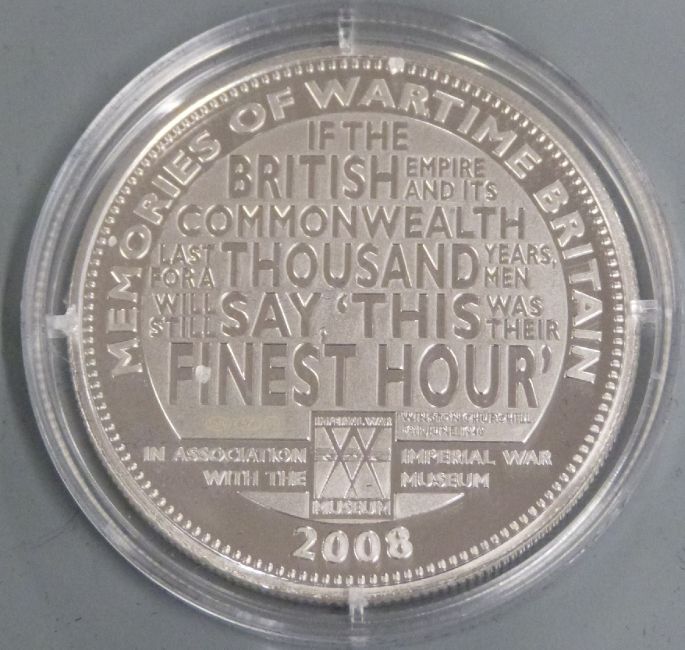 MEMORIES OF WARTIME BRITAIN
IF THE
BRITISH EMPIRE AND ITS
COMMONWEALTH
LAST FOR A THOUSAND YEARS, MEN
WILL STILL SAY, 'THIS WAS THEIR
FINEST HOUR'
WINSTON CHURCHILL
IMPERIAL WAR
MUSEUM
IN ASSOCIATION
WITH THE
IMPERIAL WAR
MUSEUM
2008